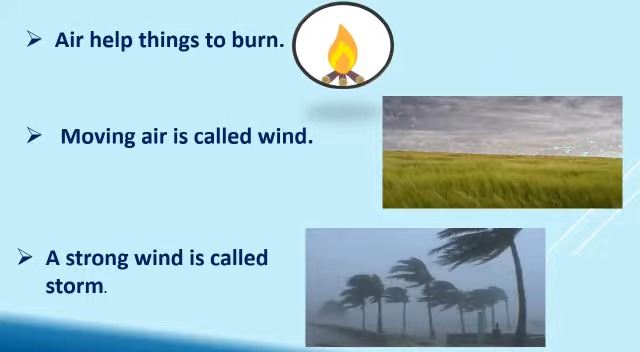 Air help things to burn.
Moving air is called wind.
A strong wind is called
storm.